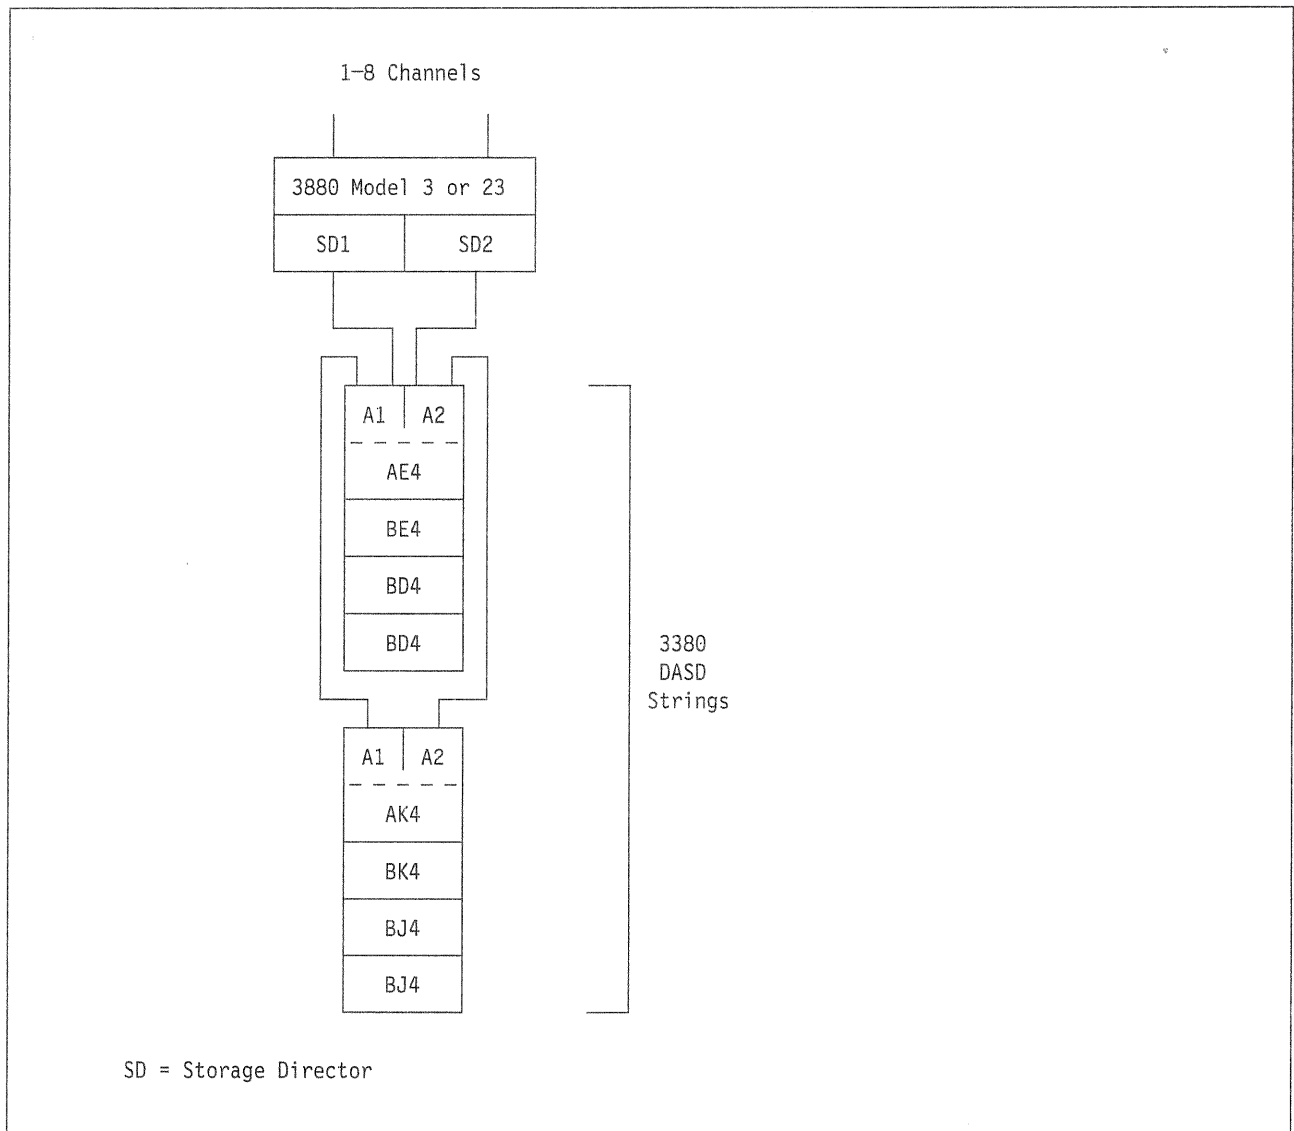 1-8 Channels
3880 Model 3 or 23
SD1 SD2
A1 A2
AE4
BE4
BD4
BD4
3380
DASD
Strings
A1 A2
AK4
BK4
BJ4
BJ4
SD = Storage Director